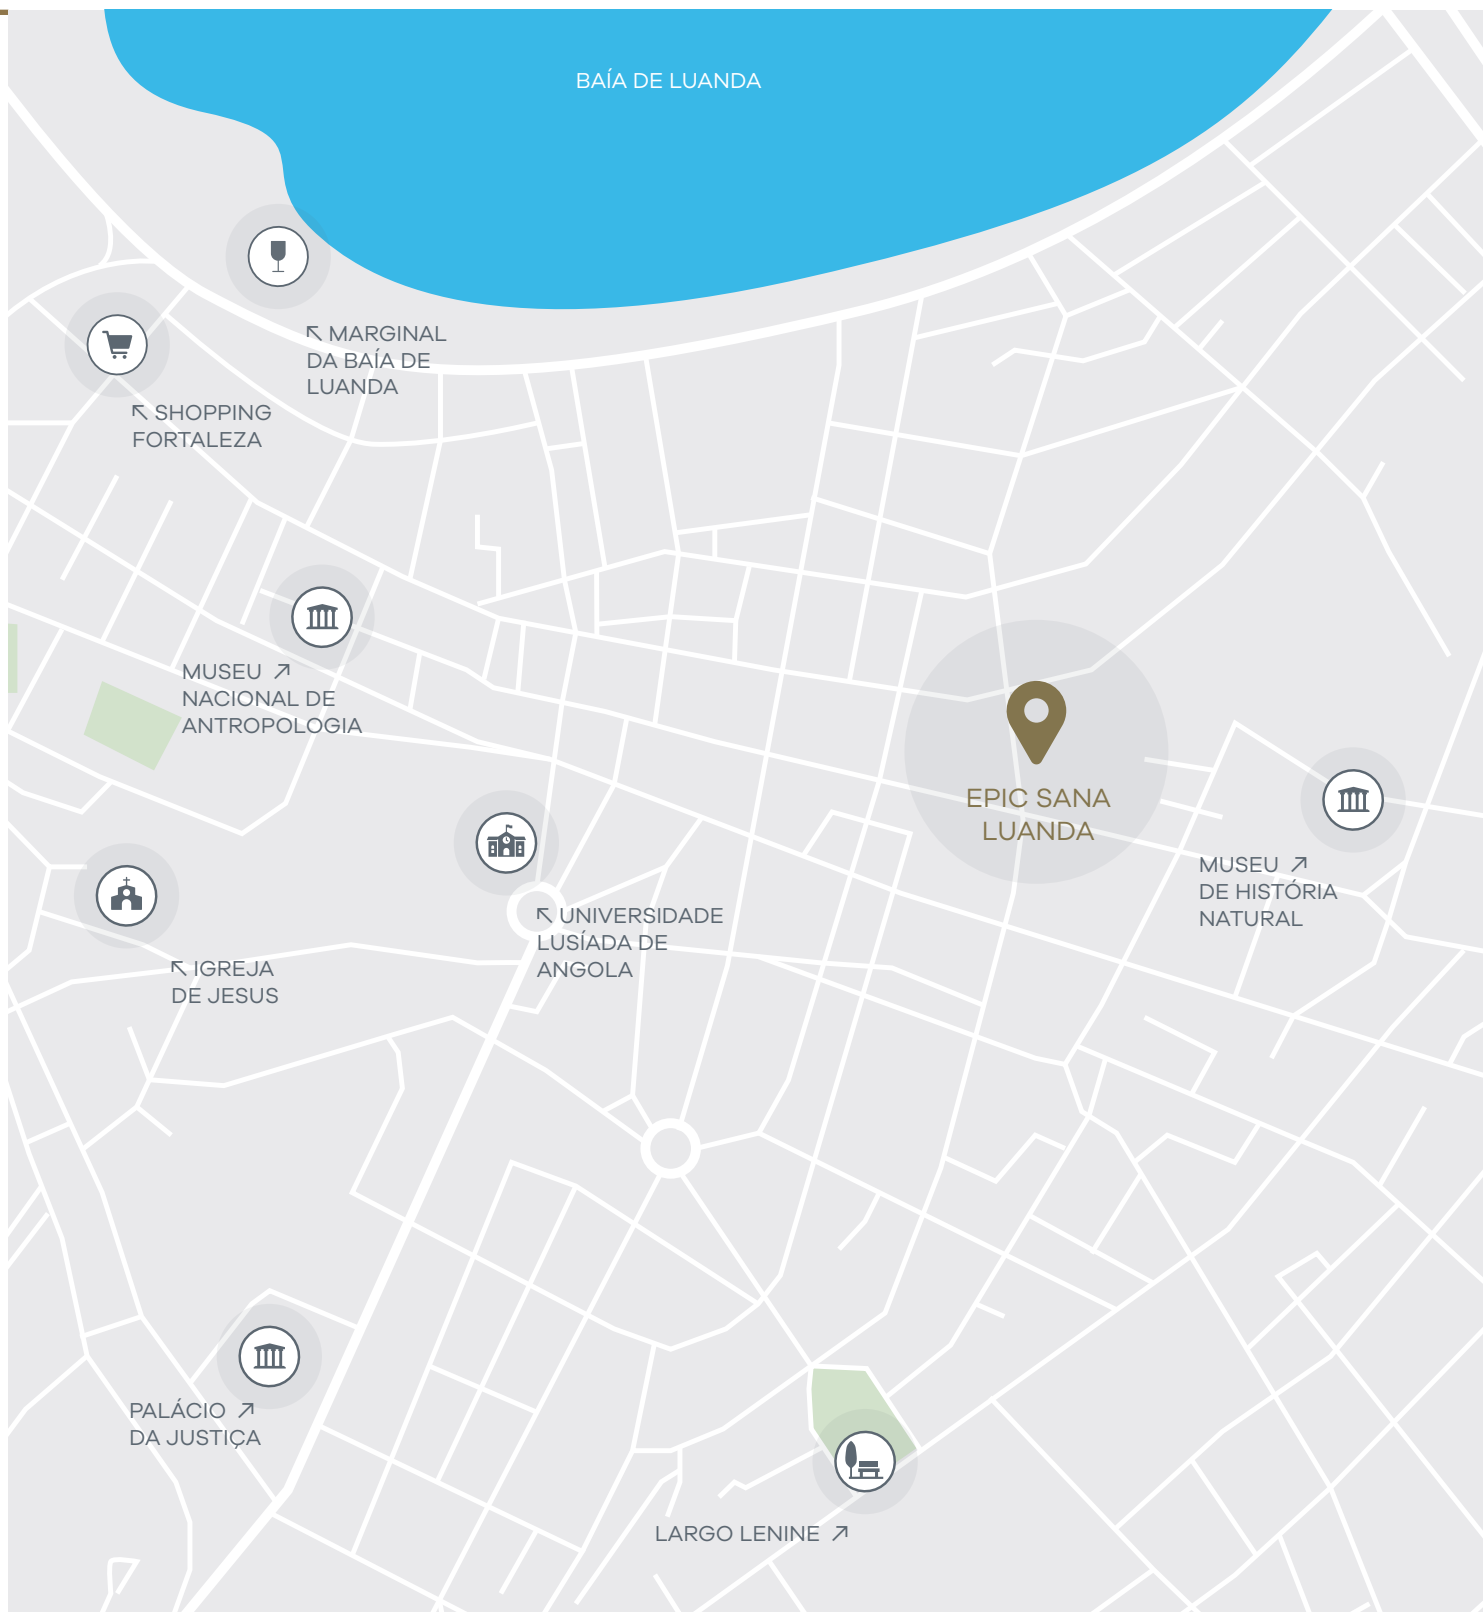 BAÍA DE LUANDA
↖ MARGINAL
DA BAÍA DE
LUANDA
↖ SHOPPING
FORTALEZA
MUSEU ↗
NACIONAL DE
ANTROPOLOGIA
EPIC SANA
LUANDA
MUSEU ↗
DE HISTÓRIA
NATURAL
↖ UNIVERSIDADE
LUSÍADA DE
ANGOLA
↖ IGREJA
DE JESUS
PALÁCIO ↗
DA JUSTIÇA
LARGO LENINE ↗